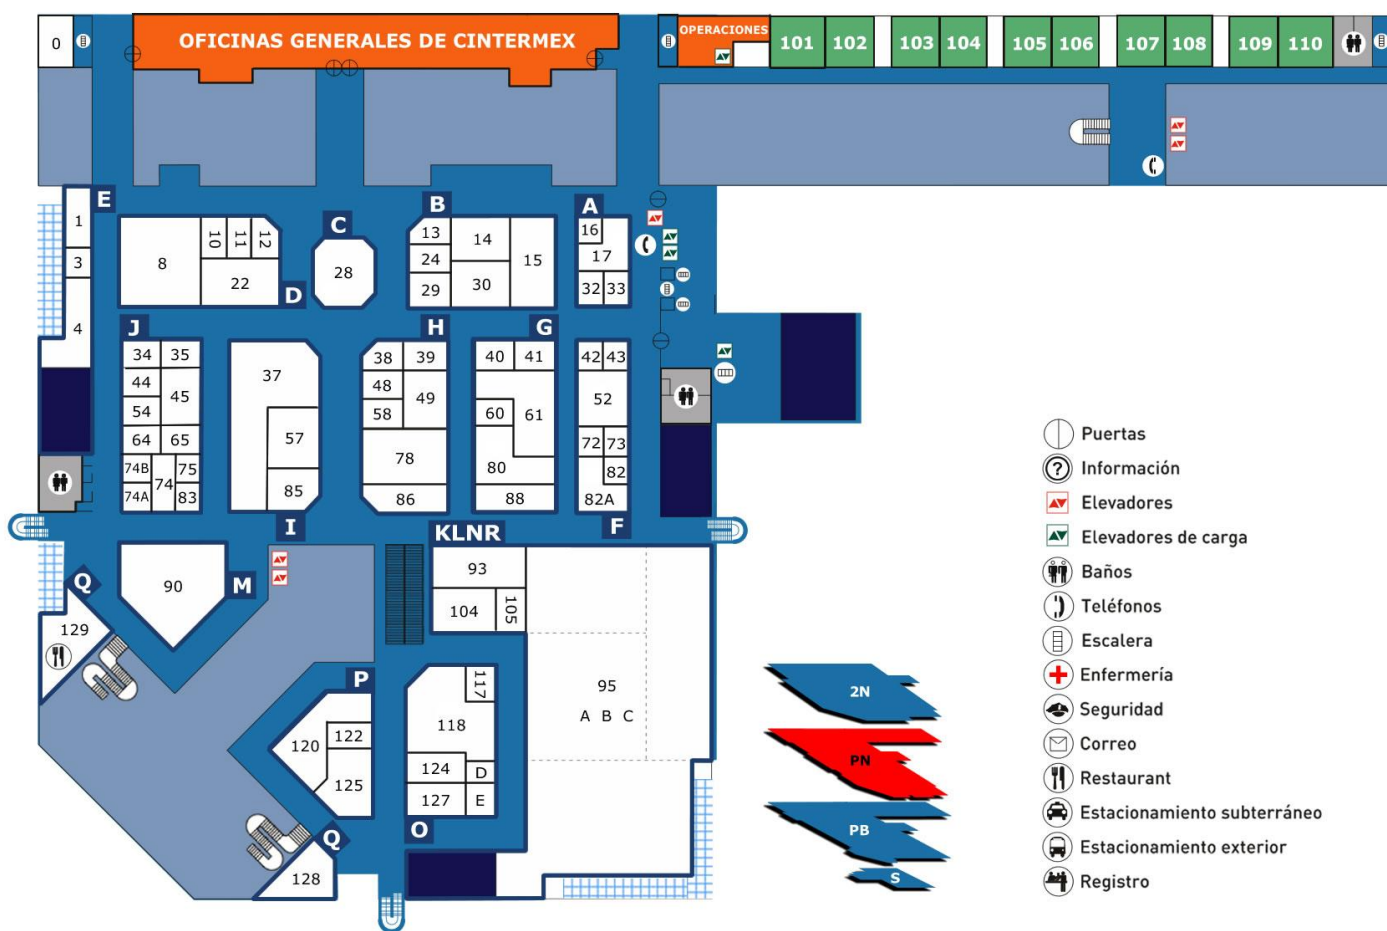 0
OFICINAS GENERALES DE CINTERMEX
OPERACIONES
101
102
103
104
105
106
107
108
109
110
E
1
3
4
8
10
11
12
22
D
C
28
B
13
14
15
24
29
30
A
16
17
32
33
J
34
35
44
45
54
64
65
74B
74A
74
75
83
37
57
85
I
H
38
39
48
49
58
78
86
G
40
41
60
61
80
88
42
43
52
72
73
82
82A
F
KLNR
93
104
105
95
A B C
Q
129
90
M
P
120
122
125
117
118
124
D
127
E
O
Q
128
2N
PN
PB
S
Puertas
?
Información
Elevadores
Elevadores de carga
Baños
Teléfonos
Escalera
Enfermería
Seguridad
Correo
Restaurant
Estacionamiento subterráneo
Estacionamiento exterior
Registro